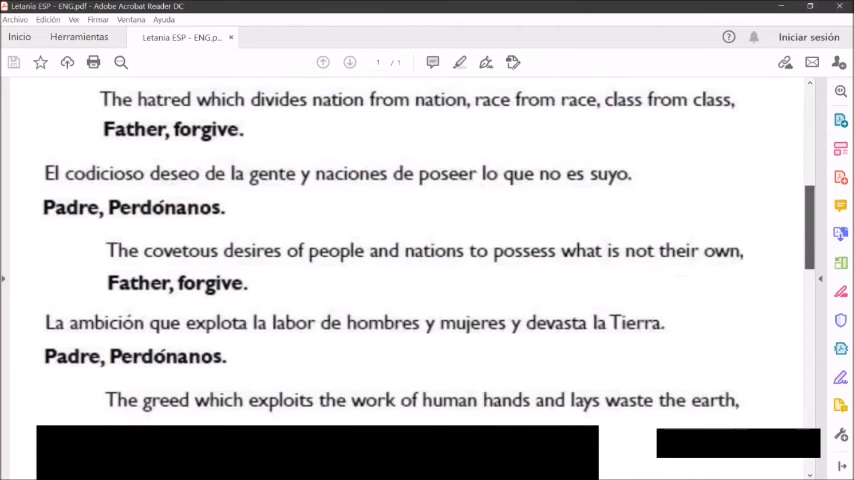 Letania ESP - ENG.pdf - Adobe Acrobat Reader DC
Archivo Edición Ver Firmar Ventana Ayuda
Inicio Herramientas Letania ESP - ENG.p... × Iniciar sesión
1 / 1
The hatred which divides nation from nation, race from race, class from class,
Father, forgive.
El codicioso deseo de la gente y naciones de poseer lo que no es suyo.
Padre, Perdónanos.
The covetous desires of people and nations to possess what is not their own,
Father, forgive.
La ambición que explota la labor de hombres y mujeres y devasta la Tierra.
Padre, Perdónanos.
The greed which exploits the work of human hands and lays waste the earth,